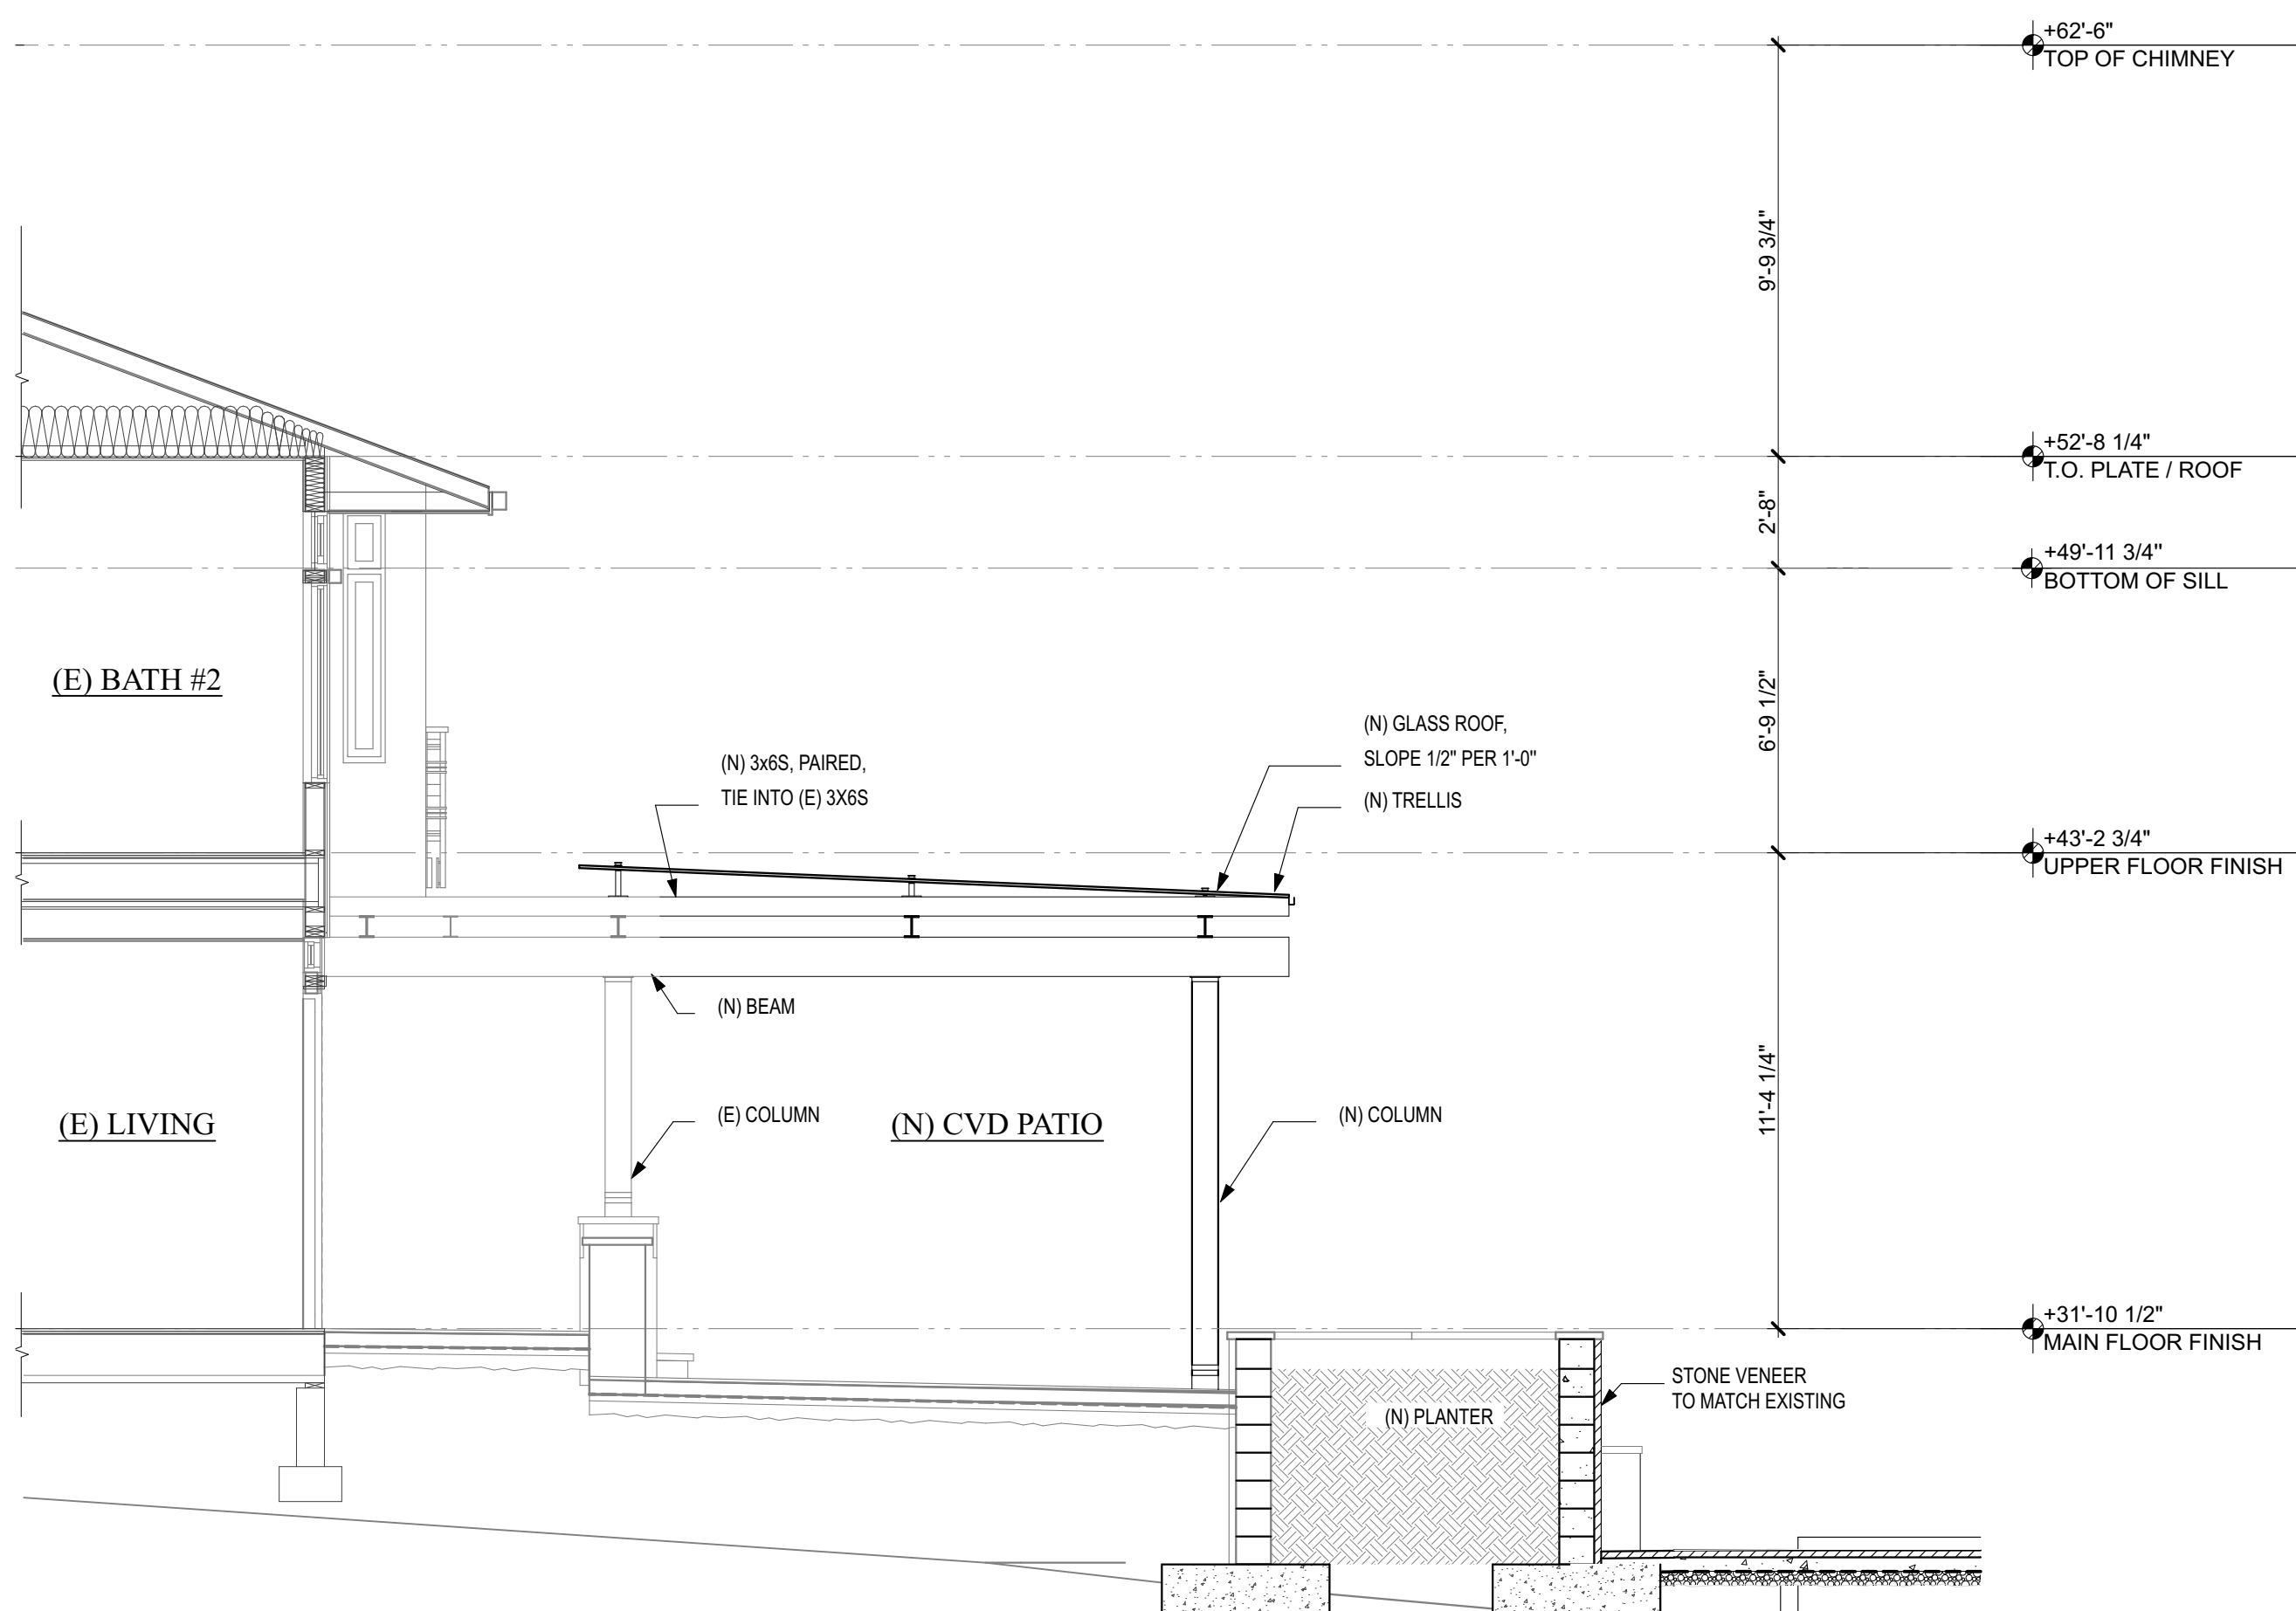 +62'-6"
TOP OF CHIMNEY
9'-9 3/4"
+52'-8 1/4"
T.O. PLATE / ROOF
2'-8"
+49'-11 3/4"
BOTTOM OF SILL
(E) BATH #2
6'-9 1/2"
(N) GLASS ROOF,
SLOPE 1/2" PER 1'-0"
(N) TRELLIS
(N) 3x6S, PAIRED,
TIE INTO (E) 3X6S
+43'-2 3/4"
UPPER FLOOR FINISH
(N) BEAM
(E) LIVING
(E) COLUMN
(N) CVD PATIO
(N) COLUMN
11'-4 1/4"
+31'-10 1/2"
MAIN FLOOR FINISH
STONE VENEER
TO MATCH EXISTING
(N) PLANTER